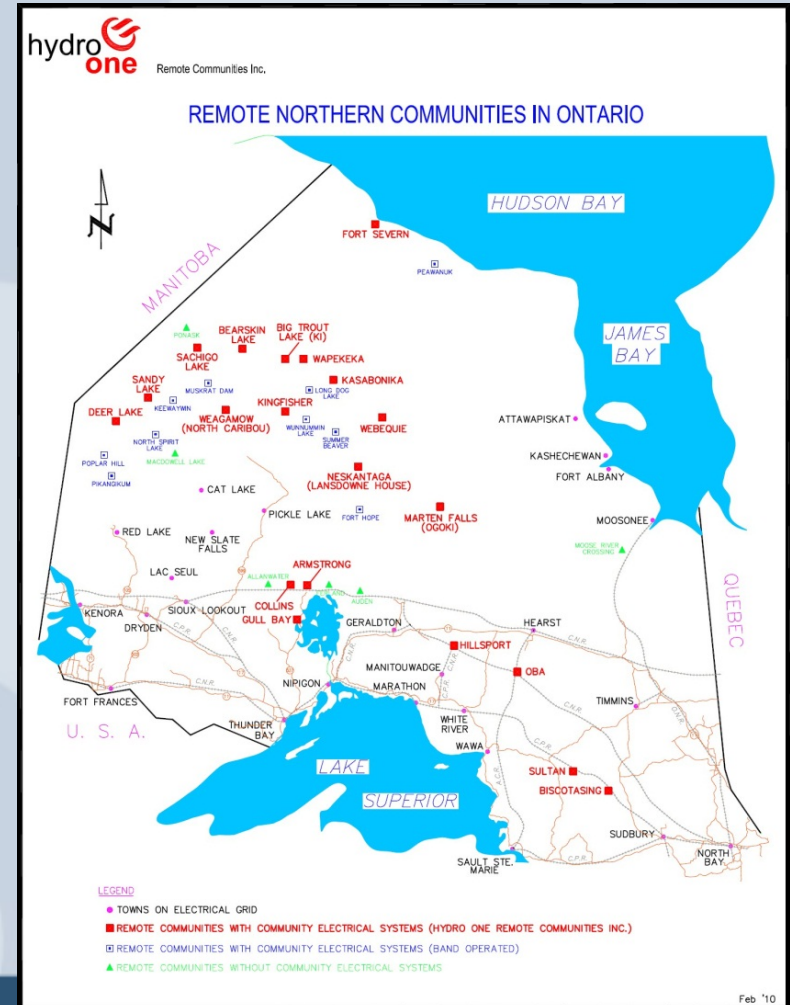 hydro
one
Remote Communities Inc.
REMOTE NORTHERN COMMUNITIES IN ONTARIO
N
HUDSON BAY
FORT SEVERN
PEAWANUK
MANITOBA
JAMES
BAY
PONASK
BEARSKIN
LAKE
BIG TROUT
LAKE (KI)
SACHIGO
LAKE
WAPEKEKA
KASABONIKA
SANDY
LAKE
MUSKRAT DAM
LONG DOG
LAKE
KEEWAYWIN
KINGFISHER
DEER LAKE
WEAGAMOW
(NORTH CARIBOU)
WUNNUMMIN
LAKE
WEBEQUIE
ATTAWAPISKAT
NORTH SPIRIT
LAKE
SUMMER
BEAVER
POPLAR HILL
MACDOWELL LAKE
KASHECHEWAN
FORT ALBANY
PIKANGIKUM
NESKANTAGA
(LANSDOWNE HOUSE)
CAT LAKE
PICKLE LAKE
FORT HOPE
MARTEN FALLS
(OGOKI)
MOOSONEE
RED LAKE
NEW SLATE
FALLS
MOOSE RIVER
CROSSING
LAC SEUL
ARMSTRONG
ALLANWATER
QUEBEC
AUDEN
COLLINS
KENORA
SIOUX LOOKOUT
GULL BAY
DRYDEN
C.P.R.
C.N.R.
GERALDTON
HEARST
C.N.R.
C.N.R.
HILLSPORT
MANITOUWADGE
C.N.R.
C.P.R.
OBA
C.N.R.
NIPIGON
MARATHON
FORT FRANCES
TIMMINS
O.N.R.
U. S. A.
THUNDER
BAY
WHITE
RIVER
WAWA
C.P.R.
C.N.R.
LAKE
SUPERIOR
A.C.R.
SULTAN
BISCOTASING
SUDBURY
SAULT STE.
MARIE
C.P.R.
NORTH
BAY
LEGEND
TOWNS ON ELECTRICAL GRID
REMOTE COMMUNITIES WITH COMMUNITY ELECTRICAL SYSTEMS (HYDRO ONE REMOTE COMMUNITIES INC.)
REMOTE COMMUNITIES WITH COMMUNITY ELECTRICAL SYSTEMS (BAND OPERATED)
REMOTE COMMUNITIES WITHOUT COMMUNITY ELECTRICAL SYSTEMS
Feb '10